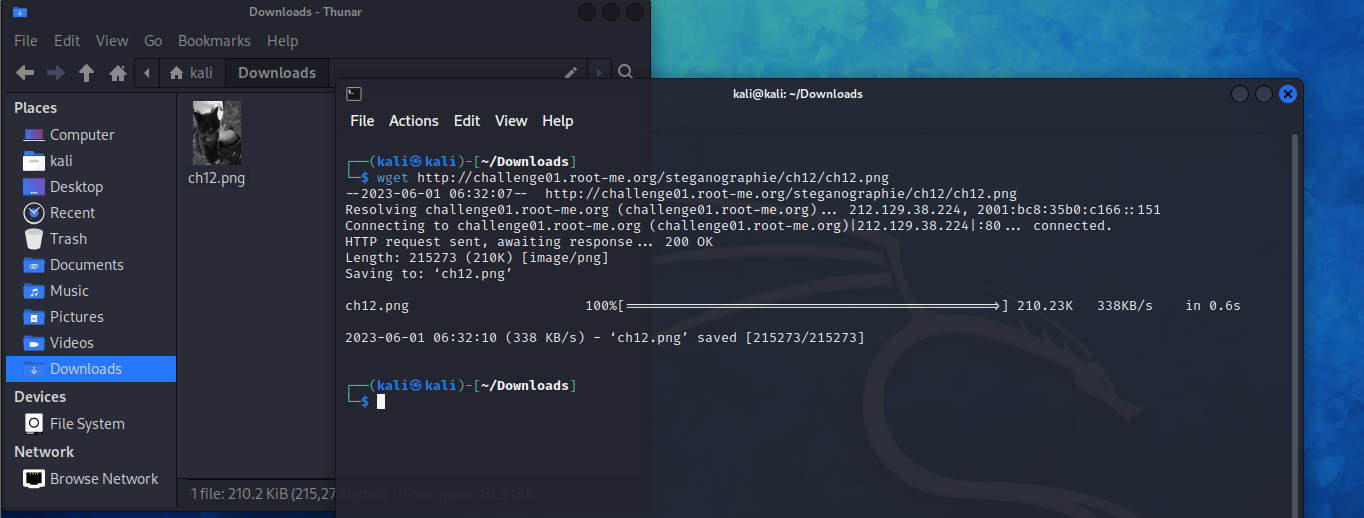 Downloads - Thunar
File Edit View Go Bookmarks Help
kali Downloads
Places
Computer
kali
Desktop
Recent
Trash
Documents
Music
Pictures
Videos
Downloads
Devices
File System
Network
Browse Network
ch12.png
1 file: 210.2 KiB (215,273 bytes) | Free space:
kali@kali: ~/Downloads
File Actions Edit View Help
┌──(kali㉿kali)-[~/Downloads]
└─$ wget http://challenge01.root-me.org/steganographie/ch12/ch12.png
--2023-06-01 06:32:07--  http://challenge01.root-me.org/steganographie/ch12/ch12.png
Resolving challenge01.root-me.org (challenge01.root-me.org)... 212.129.38.224, 2001:bc8:35b0:c166::151
Connecting to challenge01.root-me.org (challenge01.root-me.org)|212.129.38.224|:80... connected.
HTTP request sent, awaiting response... 200 OK
Length: 215273 (210K) [image/png]
Saving to: ‘ch12.png’
ch12.png 100%[===================================================>] 210.23K 338KB/s in 0.6s
2023-06-01 06:32:10 (338 KB/s) - ‘ch12.png’ saved [215273/215273]
┌──(kali㉿kali)-[~/Downloads]
└─$